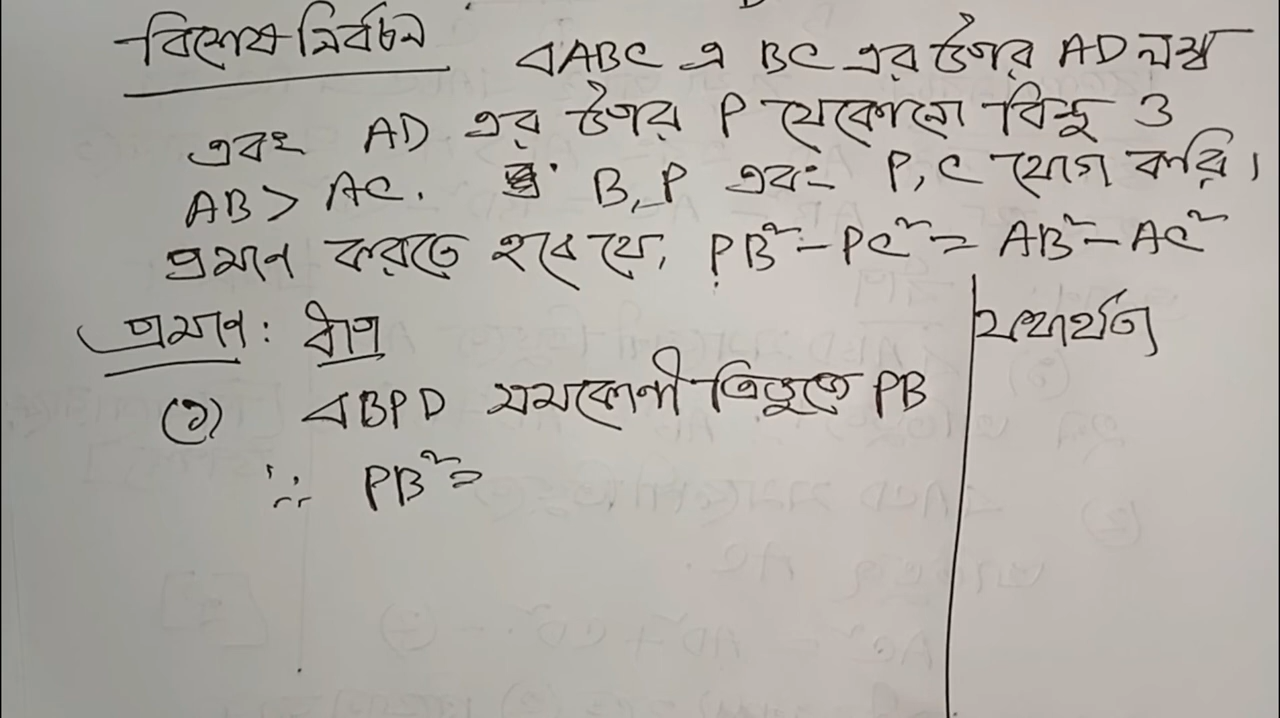 বিশেষ নির্বচন △ABC এ BC এর উপর AD লম্ব
এবং AD এর উপর P যেকোনো বিন্দু ও
AB > AC. B, P এবং P, C যোগ করি।
প্রমাণ করতে হবে যে, PB² - PC² = AB² - AC²
প্রমাণ: ধাপ যথার্থতা
(১) △BPD সমকোণী ত্রিভুজে PB
∴ PB² =